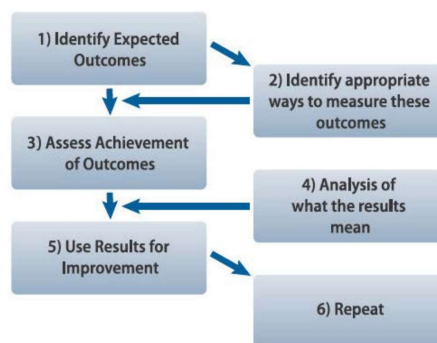 1) Identify Expected
Outcomes
2) Identify appropriate
ways to measure these
outcomes
3) Assess Achievement
of Outcomes
4) Analysis of
what the results
mean
5) Use Results for
Improvement
6) Repeat